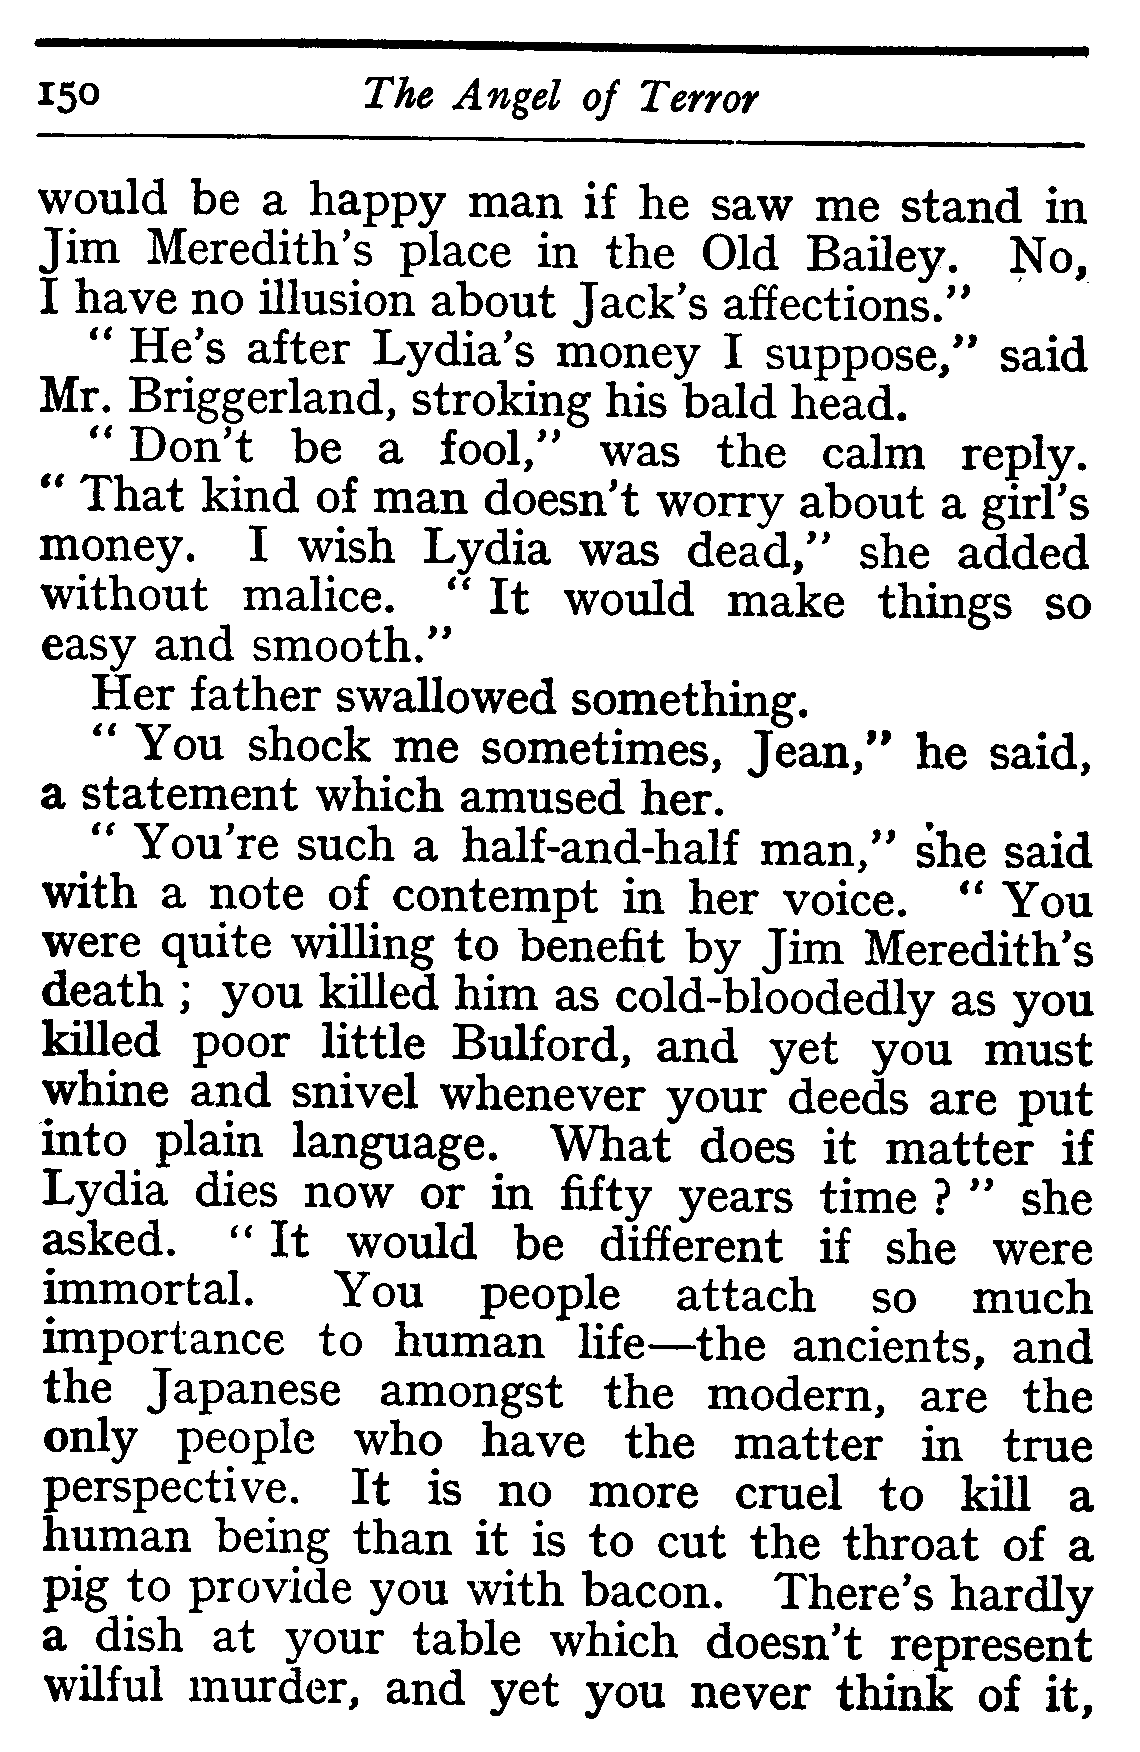 150 The Angel of Terror
would be a happy man if he saw me stand in
Jim Meredith's place in the Old Bailey. No,
I have no illusion about Jack's affections."
" He's after Lydia's money I suppose," said
Mr. Briggerland, stroking his bald head.
" Don't be a fool," was the calm reply.
" That kind of man doesn't worry about a girl's
money. I wish Lydia was dead," she added
without malice. " It would make things so
easy and smooth."
Her father swallowed something.
" You shock me sometimes, Jean," he said,
a statement which amused her.
" You're such a half-and-half man," she said
with a note of contempt in her voice. " You
were quite willing to benefit by Jim Meredith's
death ; you killed him as cold-bloodedly as you
killed poor little Bulford, and yet you must
whine and snivel whenever your deeds are put
into plain language. What does it matter if
Lydia dies now or in fifty years time ? " she
asked. " It would be different if she were
immortal. You people attach so much
importance to human life—the ancients, and
the Japanese amongst the modern, are the
only people who have the matter in true
perspective. It is no more cruel to kill a
human being than it is to cut the throat of a
pig to provide you with bacon. There's hardly
a dish at your table which doesn't represent
wilful murder, and yet you never think of it,